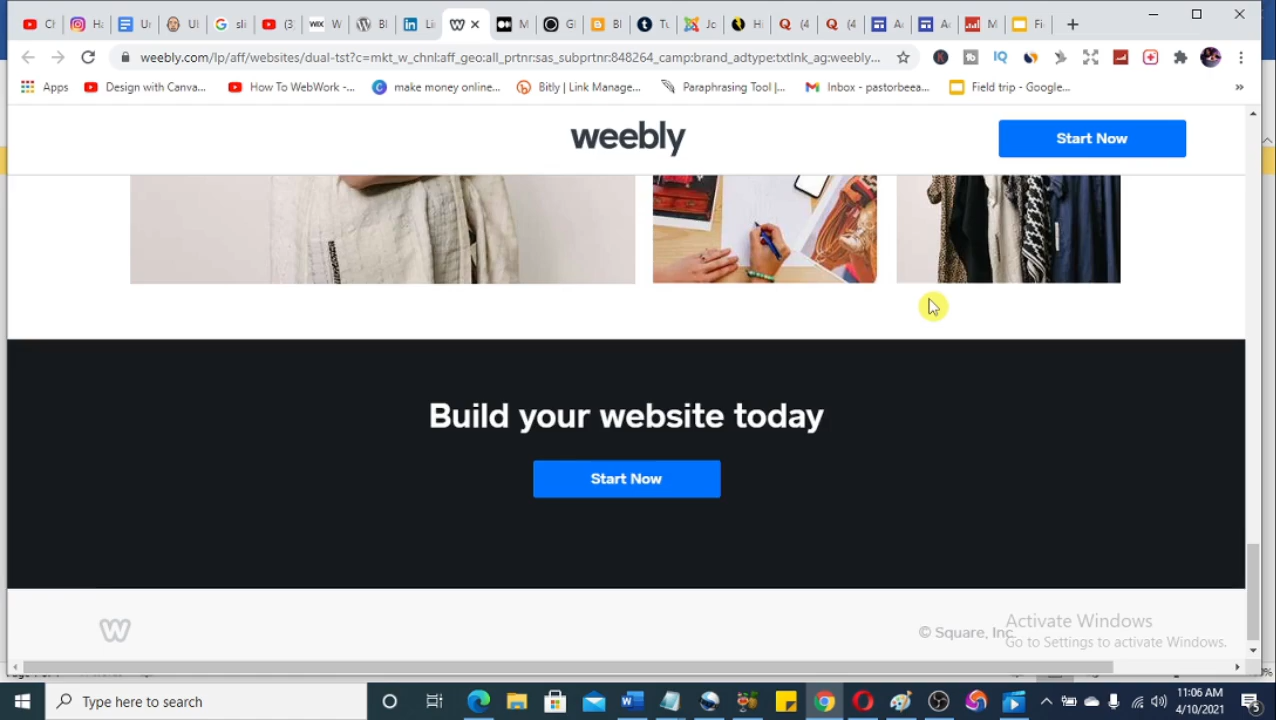 weebly.com/lp/aff/websites/dual-tst?c=mkt_w_chnl:aff_geo:all_prtnr:sas_subprtnr:848264_camp:brand_adtype:txtlnk_ag:weebly...
Apps
Design with Canva...
How To WebWork -...
make money online...
Bitly | Link Manage...
Paraphrasing Tool |...
Inbox - pastorbeea...
Field trip - Google...
»
weebly
Start Now
Build your website today
Start Now
© Square, Inc.
Activate Windows
Go to Settings to activate Windows.
Type here to search
11:06 AM
4/10/2021
5